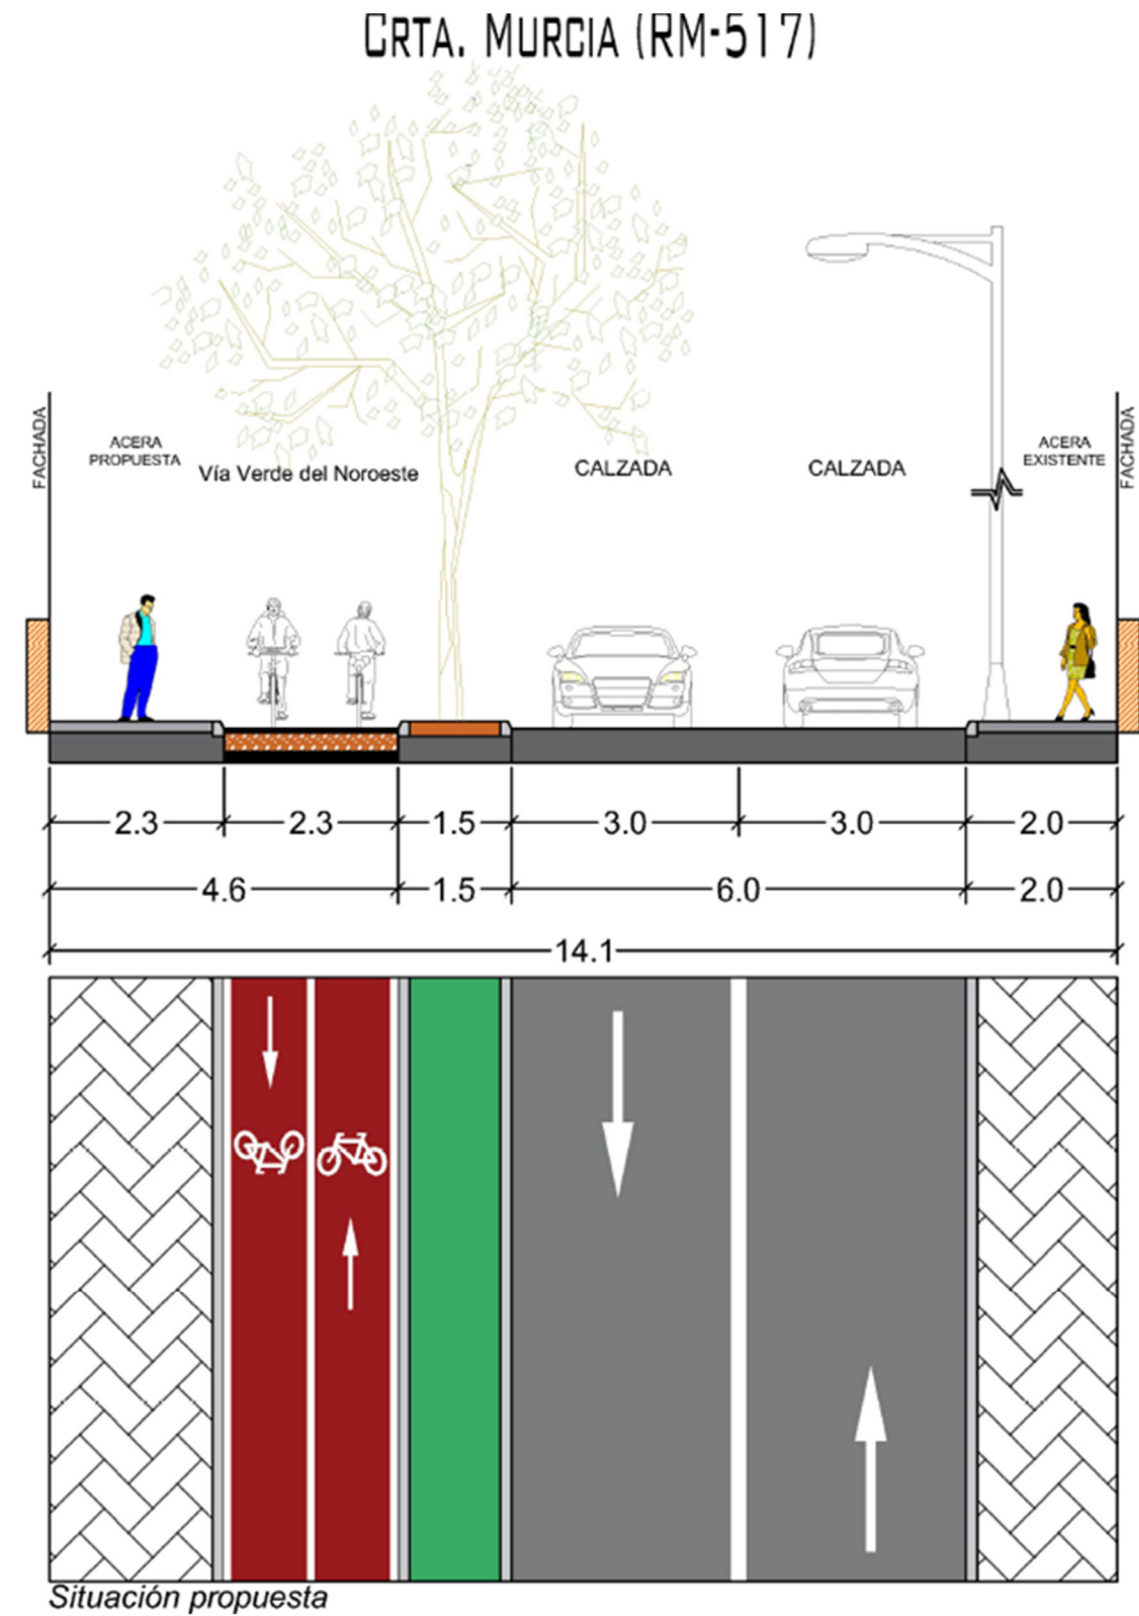 CRTA. MURCIA (RM-517)
FACHADA
ACERA
PROPUESTA
Vía Verde del Noroeste
CALZADA
CALZADA
ACERA
EXISTENTE
FACHADA
2.3 2.3 1.5 3.0 3.0 2.0
4.6 1.5 6.0 2.0
14.1
Situación propuesta